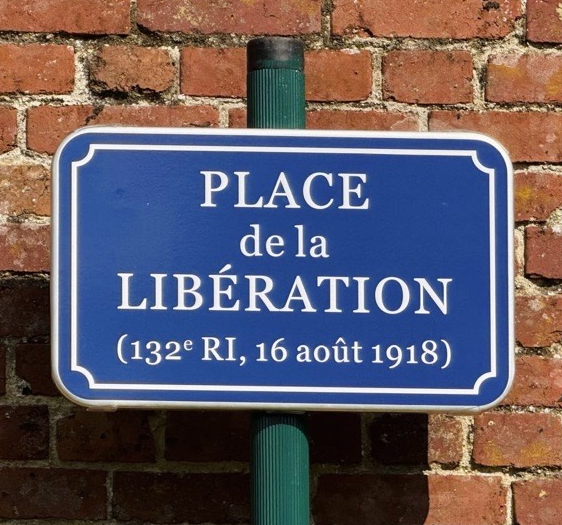 PLACE
de la
LIBÉRATION
(132ᵉ RI, 16 août 1918)